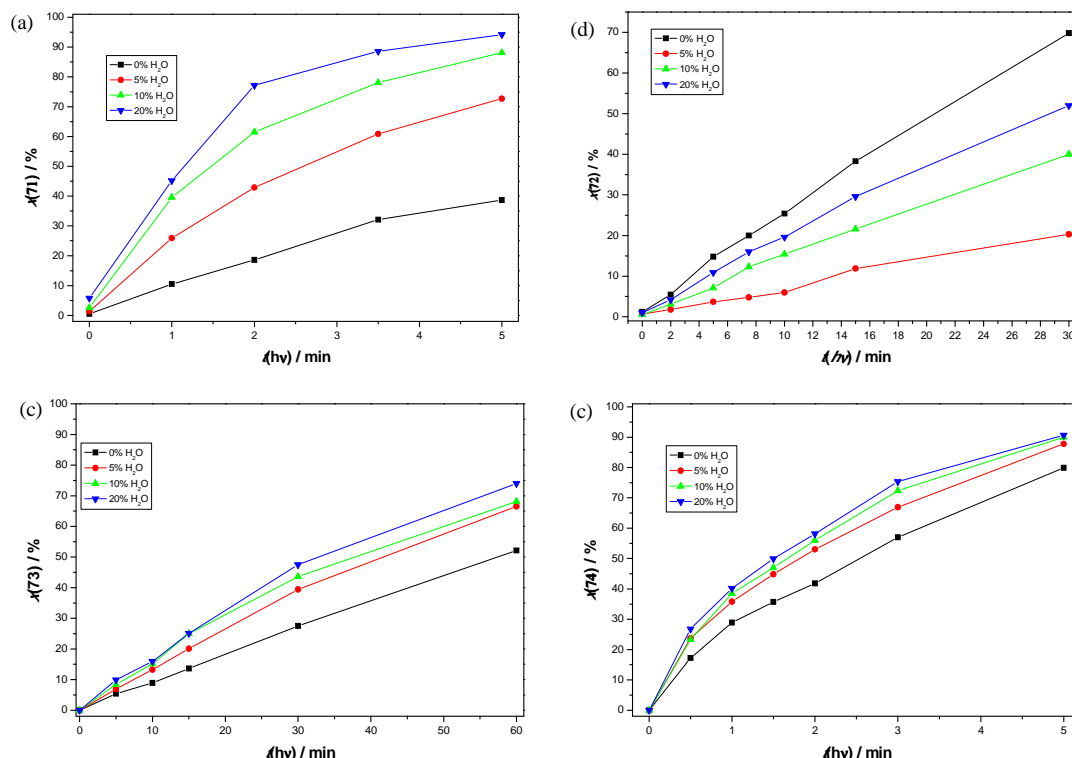 (a)
100
90
80
70
60
50
40
30
20
10
0
x(71) / %
0% H₂O
5% H₂O
10% H₂O
20% H₂O
0 1 2 3 4 5
t(hν) / min
(d)
70
60
50
40
30
20
10
0
x(72) / %
0% H₂O
5% H₂O
10% H₂O
20% H₂O
0 2 4 6 8 10 12 14 16 18 20 22 24 26 28 30
t(hν) / min
(c)
100
90
80
70
60
50
40
30
20
10
0
x(73) / %
0% H₂O
5% H₂O
10% H₂O
20% H₂O
0 10 20 30 40 50 60
t(hν) / min
(c)
100
90
80
70
60
50
40
30
20
10
0
x(74) / %
0% H₂O
5% H₂O
10% H₂O
20% H₂O
0 1 2 3 4 5
t(hν) / min